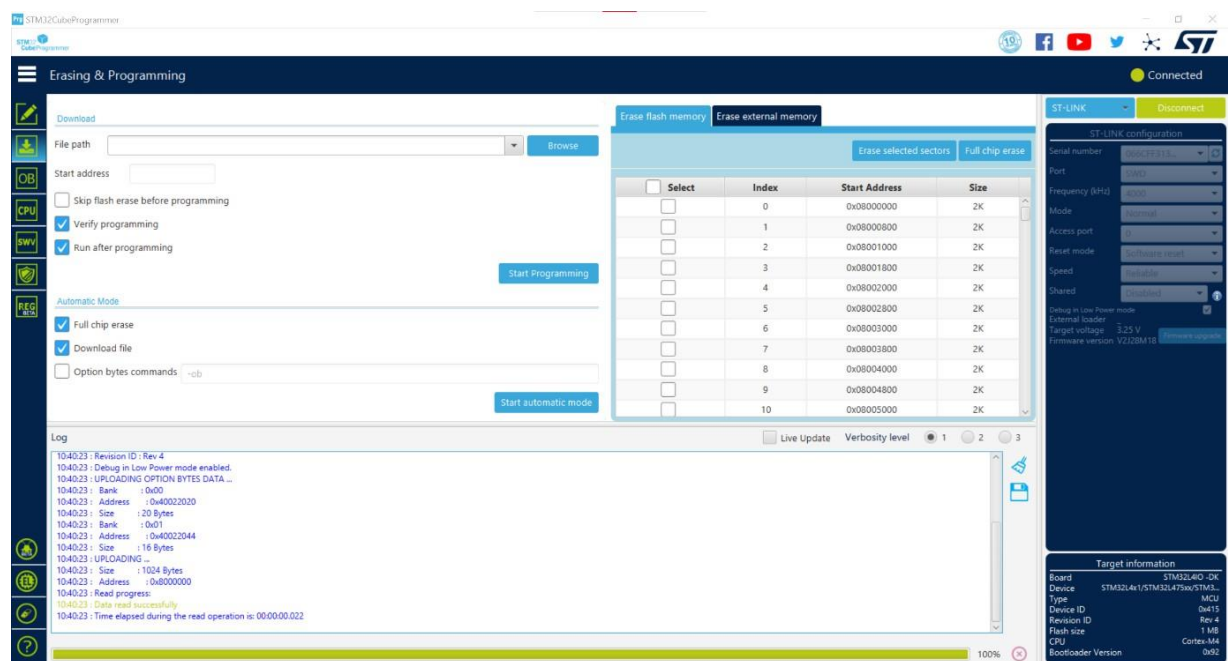 Prg STM32CubeProgrammer
STM32
CubeProgrammer
Erasing & Programming
Connected
Download
File path
Browse
Start address
Skip flash erase before programming
Verify programming
Run after programming
Start Programming
Automatic Mode
Full chip erase
Download file
Option bytes commands -ob
Start automatic mode
Erase flash memory Erase external memory
Erase selected sectors Full chip erase
Select Index Start Address Size
0 0x08000000 2K
1 0x08000800 2K
2 0x08001000 2K
3 0x08001800 2K
4 0x08002000 2K
5 0x08002800 2K
6 0x08003000 2K
7 0x08003800 2K
8 0x08004000 2K
9 0x08004800 2K
10 0x08005000 2K
ST-LINK Disconnect
ST-LINK configuration
Serial number
Port SWD
Frequency (kHz) 4000
Mode Normal
Access port 0
Reset mode Software reset
Speed Reliable
Shared Disabled
Debug in Low Power mode
External loader -
Target voltage 3.25 V
Firmware version V2J28M18 Firmware upgrade
OB
CPU
SWV
REG
BETA
Log
Live Update Verbosity level 1 2 3
10:40:23 : Revision ID : Rev 4
10:40:23 : Debug in Low Power mode enabled.
10:40:23 : UPLOADING OPTION BYTES DATA ...
10:40:23 : Bank : 0x00
10:40:23 : Address : 0x40022020
10:40:23 : Size : 20 Bytes
10:40:23 : Bank : 0x01
10:40:23 : Address : 0x40022044
10:40:23 : Size : 16 Bytes
10:40:23 : UPLOADING ...
10:40:23 : Size : 1024 Bytes
10:40:23 : Address : 0x8000000
10:40:23 : Read progress:
10:40:23 : Data read successfully
10:40:23 : Time elapsed during the read operation is: 00:00:00.022
100%
Target information
Board STM32L4IO -DK
Device STM32L4x1/STM32L475xx/STM3...
Type MCU
Device ID 0x415
Revision ID Rev 4
Flash size 1 MB
CPU Cortex-M4
Bootloader Version 0x92